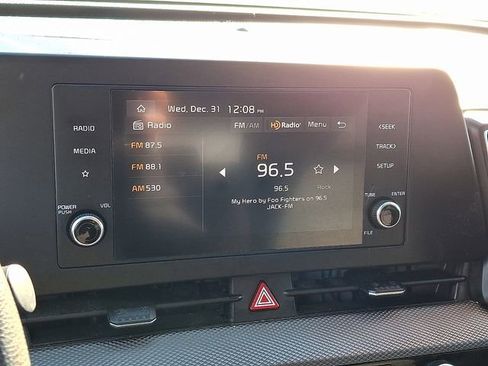 Wed, Dec. 31 12:08 PM
Radio FM/AM HD Radio Menu
FM 87.5
FM 88.1
AM 530
FM
96.5
96.5 Rock
My Hero by Foo Fighters on 96.5
JACK-FM
RADIO
MEDIA
POWER
PUSH
VOL
<SEEK
TRACK>
SETUP
TUNE
ENTER
FILE